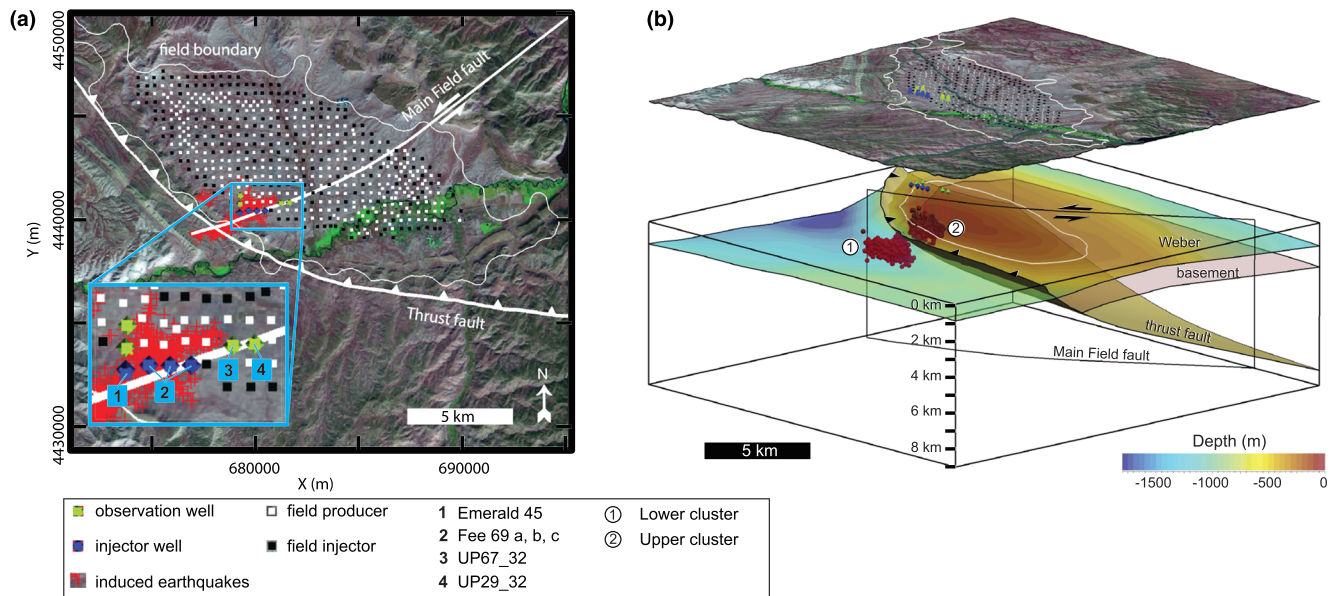 (a)
4450000
4440000
4430000
Y (m)
field boundary
Main Field fault
Thrust fault
1
2
3
4
N
5 km
680000
690000
X (m)
(b)
1
2
Weber
basement
thrust fault
Main Field fault
0 km
2 km
4 km
6 km
8 km
5 km
Depth (m)
-1500
-1000
-500
0
observation well
injector well
induced earthquakes
field producer
field injector
1 Emerald 45
2 Fee 69 a, b, c
3 UP67_32
4 UP29_32
1 Lower cluster
2 Upper cluster